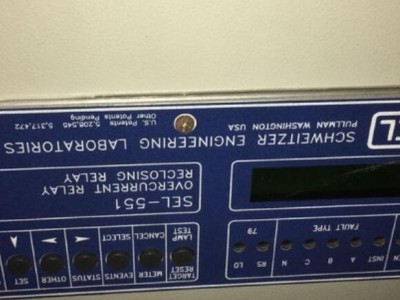 TARGET RESET METER EVENTS STATUS OTHER SET
INST A B C N RS LO
LAMP TEST CANCEL SELECT
FAULT TYPE 79
SEL-551
OVERCURRENT RELAY
RECLOSING RELAY
SCHWEITZER ENGINEERING LABORATORIES
PULLMAN WASHINGTON USA
U.S. Patents 5,208,545 5,317,472
Other Patents Pending